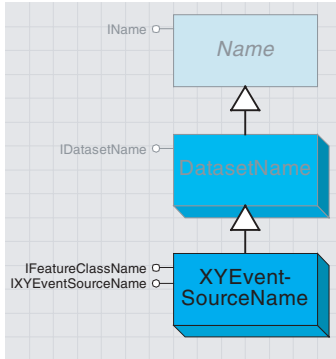 IName
Name
IDatasetName
DatasetName
IFeatureClassName
IXYEventSourceName
XYEvent-
SourceName